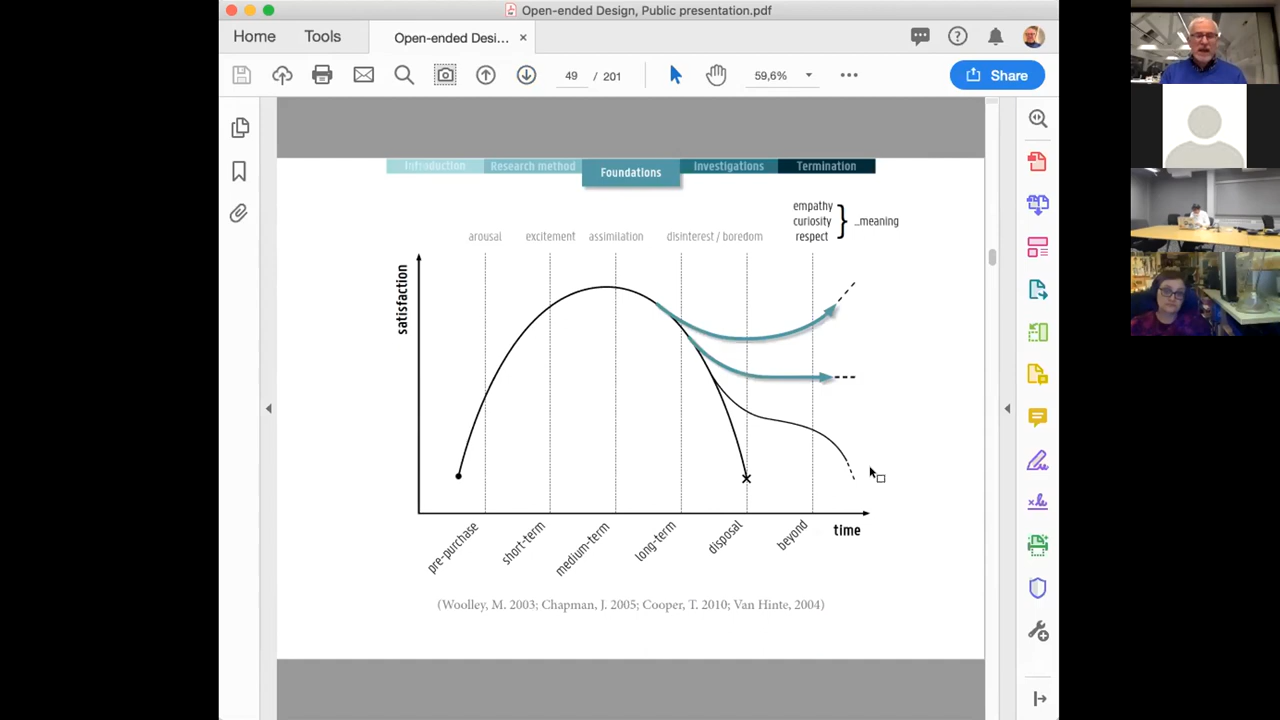 Open-ended Design, Public presentation.pdf
Home Tools Open-ended Desi... ×
49 / 201 59,6% Share
Introduction Research method Foundations Investigations Termination
empathy
curiosity
respect
_meaning
arousal excitement assimilation disinterest / boredom
satisfaction
pre-purchase short-term medium-term long-term disposal beyond
time
(Woolley, M. 2003; Chapman, J. 2005; Cooper, T. 2010; Van Hinte, 2004)